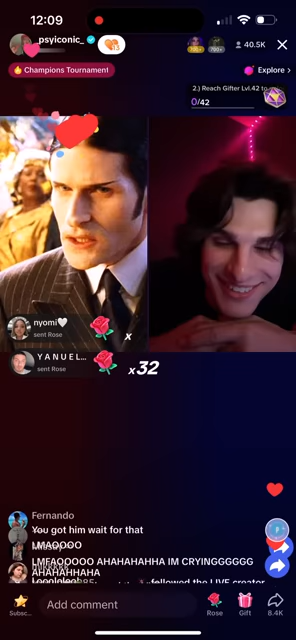 12:09
psyiconic_
40.5K
Champions Tournament
Explore >
2.) Reach Gifter Lvl.42 to
0/42
nyomi🤍
sent Rose
x
Y A N U E L...
sent Rose
x32
Fernando
You got him wait for that
LMAOOOO
LMFAOOOOO AHAHAHAHHA IM CRYINGGGGGG
AHAHAHHAHA
followed the LIVE creator
Subsc...
Add comment
Rose
Gift
8.4K